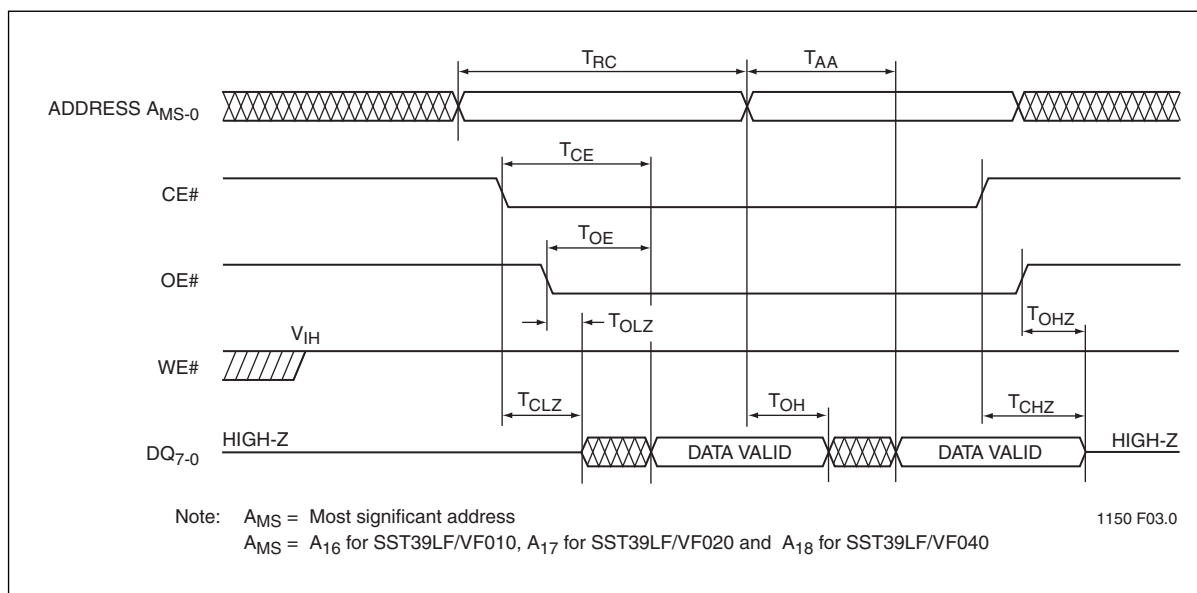 TRC TAA
ADDRESS AMS-0
TCE
CE#
TOE
OE#
TOLZ TOHZ
VIH
WE#
TCLZ TOH TCHZ
HIGH-Z DATA VALID DATA VALID HIGH-Z
DQ7-0
Note: AMS = Most significant address 1150 F03.0
AMS = A16 for SST39LF/VF010, A17 for SST39LF/VF020 and A18 for SST39LF/VF040